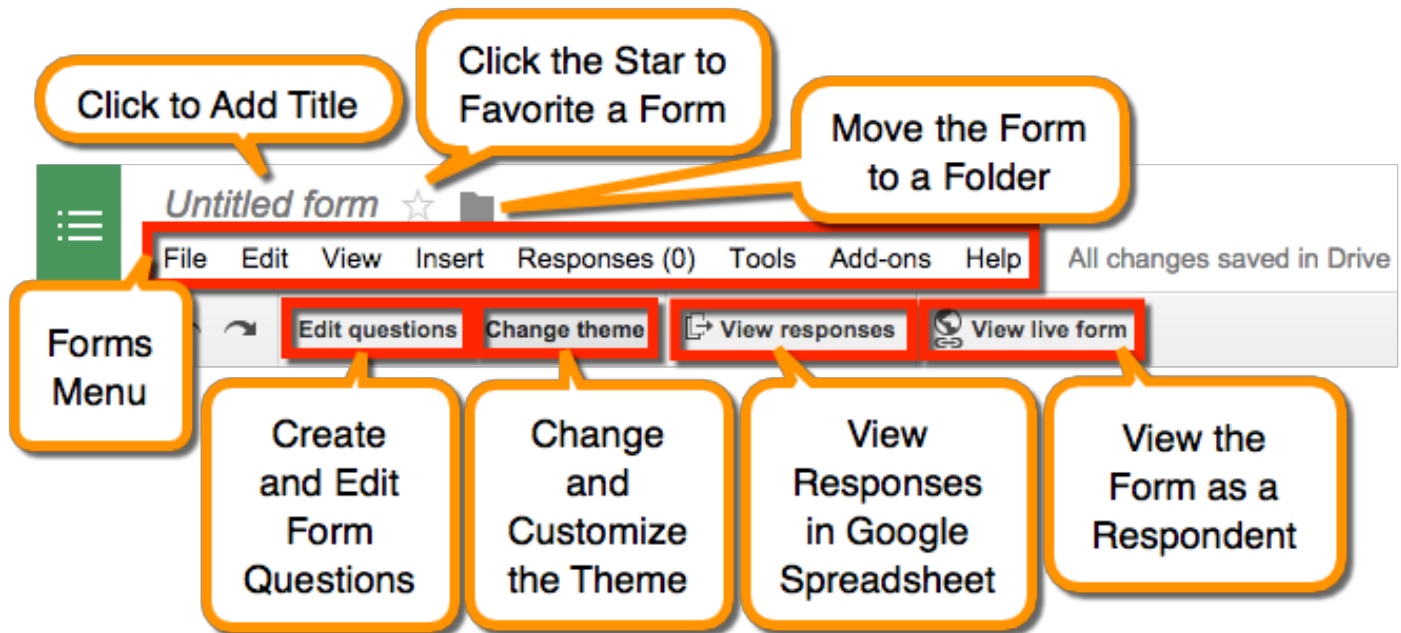 Click to Add Title
Click the Star to
Favorite a Form
Move the Form
to a Folder
Untitled form
File Edit View Insert Responses (0) Tools Add-ons Help All changes saved in Drive
Forms
Menu
Edit questions Change theme View responses View live form
Create
and Edit
Form
Questions
Change
and
Customize
the Theme
View
Responses
in Google
Spreadsheet
View the
Form as a
Respondent